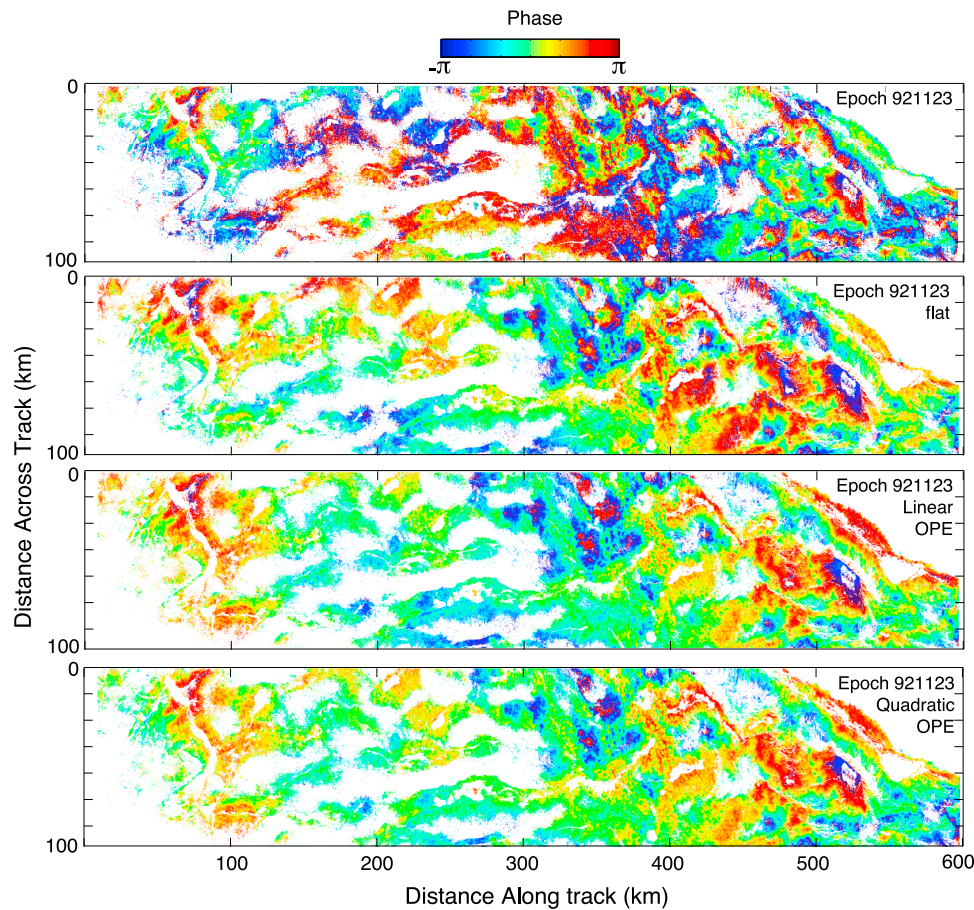 Phase
-π π
Epoch 921123
0
100
Epoch 921123
flat
0
100
Epoch 921123
Linear
OPE
0
100
Epoch 921123
Quadratic
OPE
0
100
Distance Across Track (km)
100 200 300 400 500 600
Distance Along track (km)